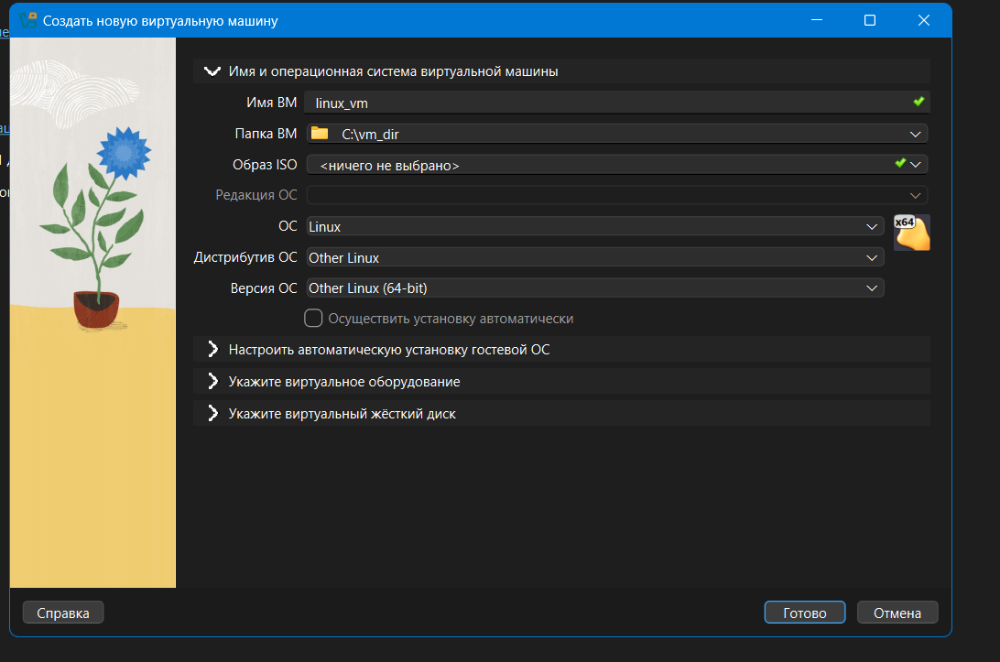 Создать новую виртуальную машину
Имя и операционная система виртуальной машины
Имя ВМ linux_vm
Папка ВМ C:\vm_dir
Образ ISO <ничего не выбрано>
Редакция ОС
ОС Linux
x64
Дистрибутив ОС Other Linux
Версия ОС Other Linux (64-bit)
Осуществить установку автоматически
Настроить автоматическую установку гостевой ОС
Укажите виртуальное оборудование
Укажите виртуальный жёсткий диск
Справка Готово Отмена